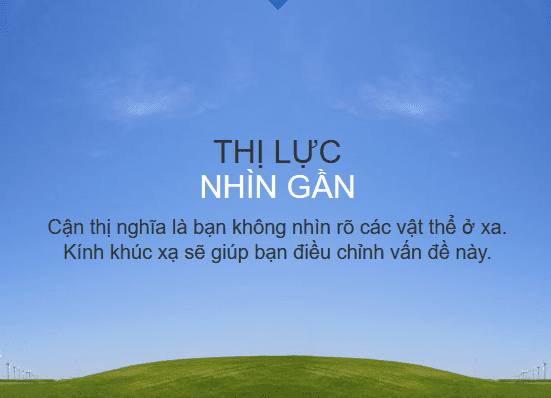 THỊ LỰC
NHÌN GẦN
Cận thị nghĩa là bạn không nhìn rõ các vật thể ở xa.
Kính khúc xạ sẽ giúp bạn điều chỉnh vấn đề này.